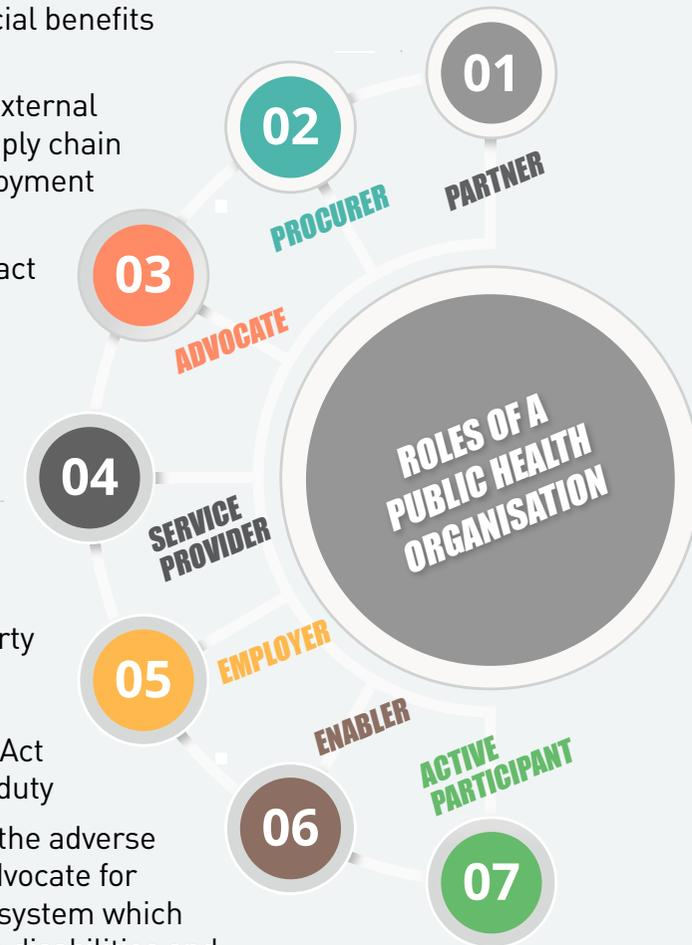 cial benefits
xternal
ply chain
oyment
act
rty
Act
duty
the adverse
dvocate for
system which
01
PARTNER
02
PROCURER
03
ADVOCATE
04
SERVICE
PROVIDER
05
EMPLOYER
06
ENABLER
07
ACTIVE
PARTICIPANT
ROLES OF A
PUBLIC HEALTH
ORGANISATION